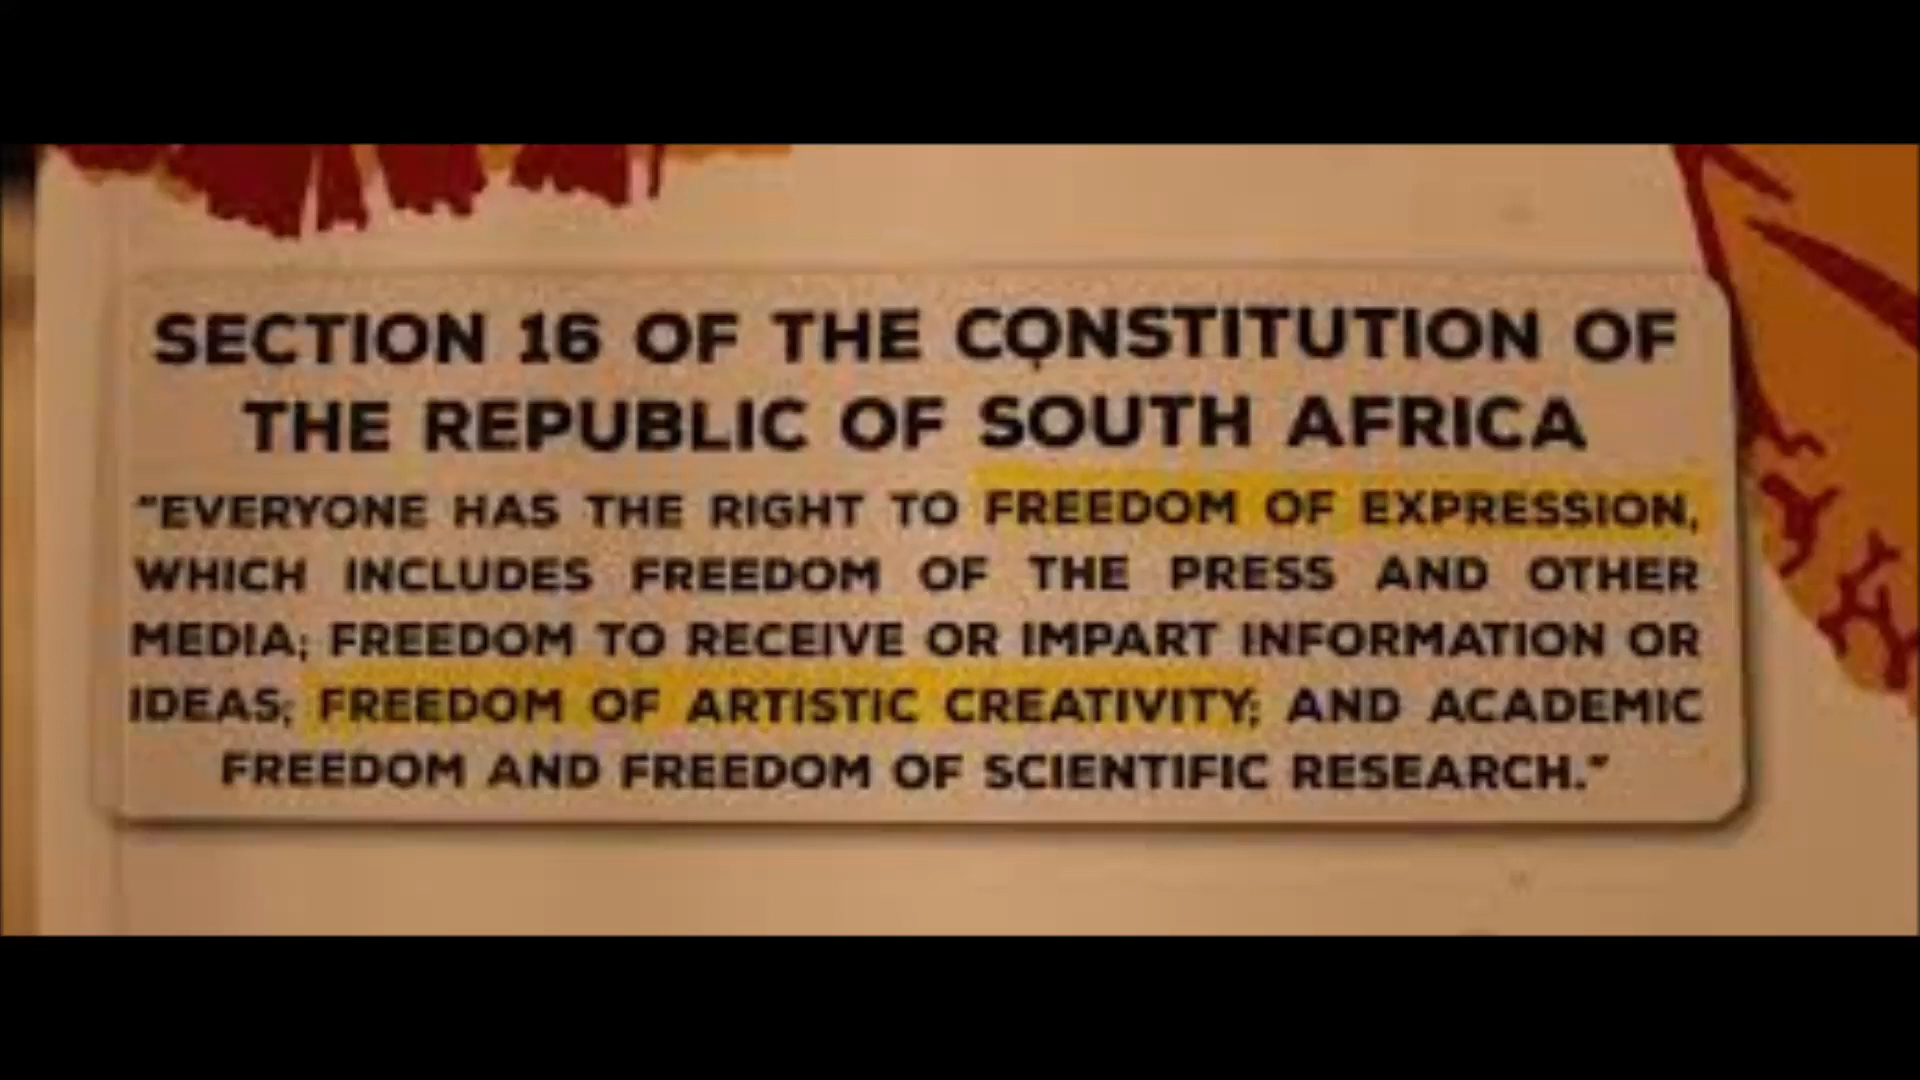 SECTION 16 OF THE CONSTITUTION OF
THE REPUBLIC OF SOUTH AFRICA
"EVERYONE HAS THE RIGHT TO FREEDOM OF EXPRESSION,
WHICH INCLUDES FREEDOM OF THE PRESS AND OTHER
MEDIA; FREEDOM TO RECEIVE OR IMPART INFORMATION OR
IDEAS; FREEDOM OF ARTISTIC CREATIVITY; AND ACADEMIC
FREEDOM AND FREEDOM OF SCIENTIFIC RESEARCH."